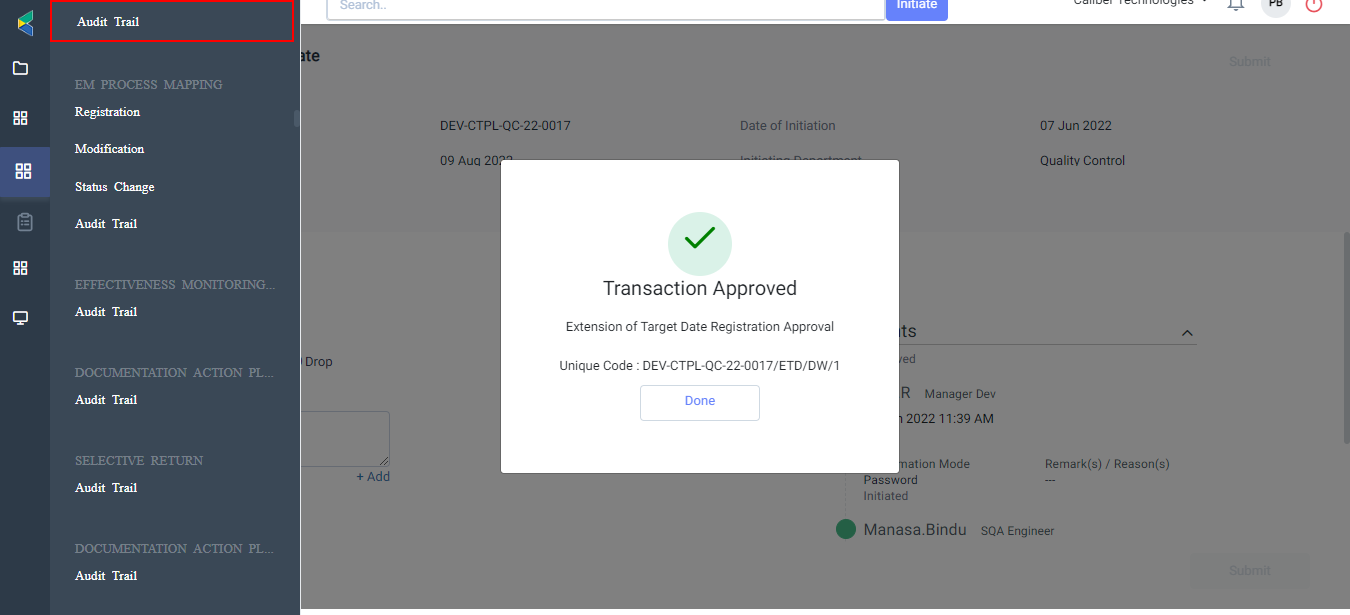 Audit Trail
EM PROCESS MAPPING
Registration
Modification
Status Change
Audit Trail
EFFECTIVENESS MONITORING...
Audit Trail
DOCUMENTATION ACTION PL...
Audit Trail
SELECTIVE RETURN
Audit Trail
DOCUMENTATION ACTION PL...
Audit Trail
Search..
Initiate
Caliber Technologies
PB
ate
Submit
DEV-CTPL-QC-22-0017
Date of Initiation
07 Jun 2022
09 Aug 2022
Initiating Department
Quality Control
Drop
+ Add
Transaction Approved
Extension of Target Date Registration Approval
Unique Code : DEV-CTPL-QC-22-0017/ETD/DW/1
Done
nts
ved
R Manager Dev
2022 11:39 AM
mation Mode
Remark(s) / Reason(s)
Password
---
Initiated
Manasa.Bindu SQA Engineer
Submit